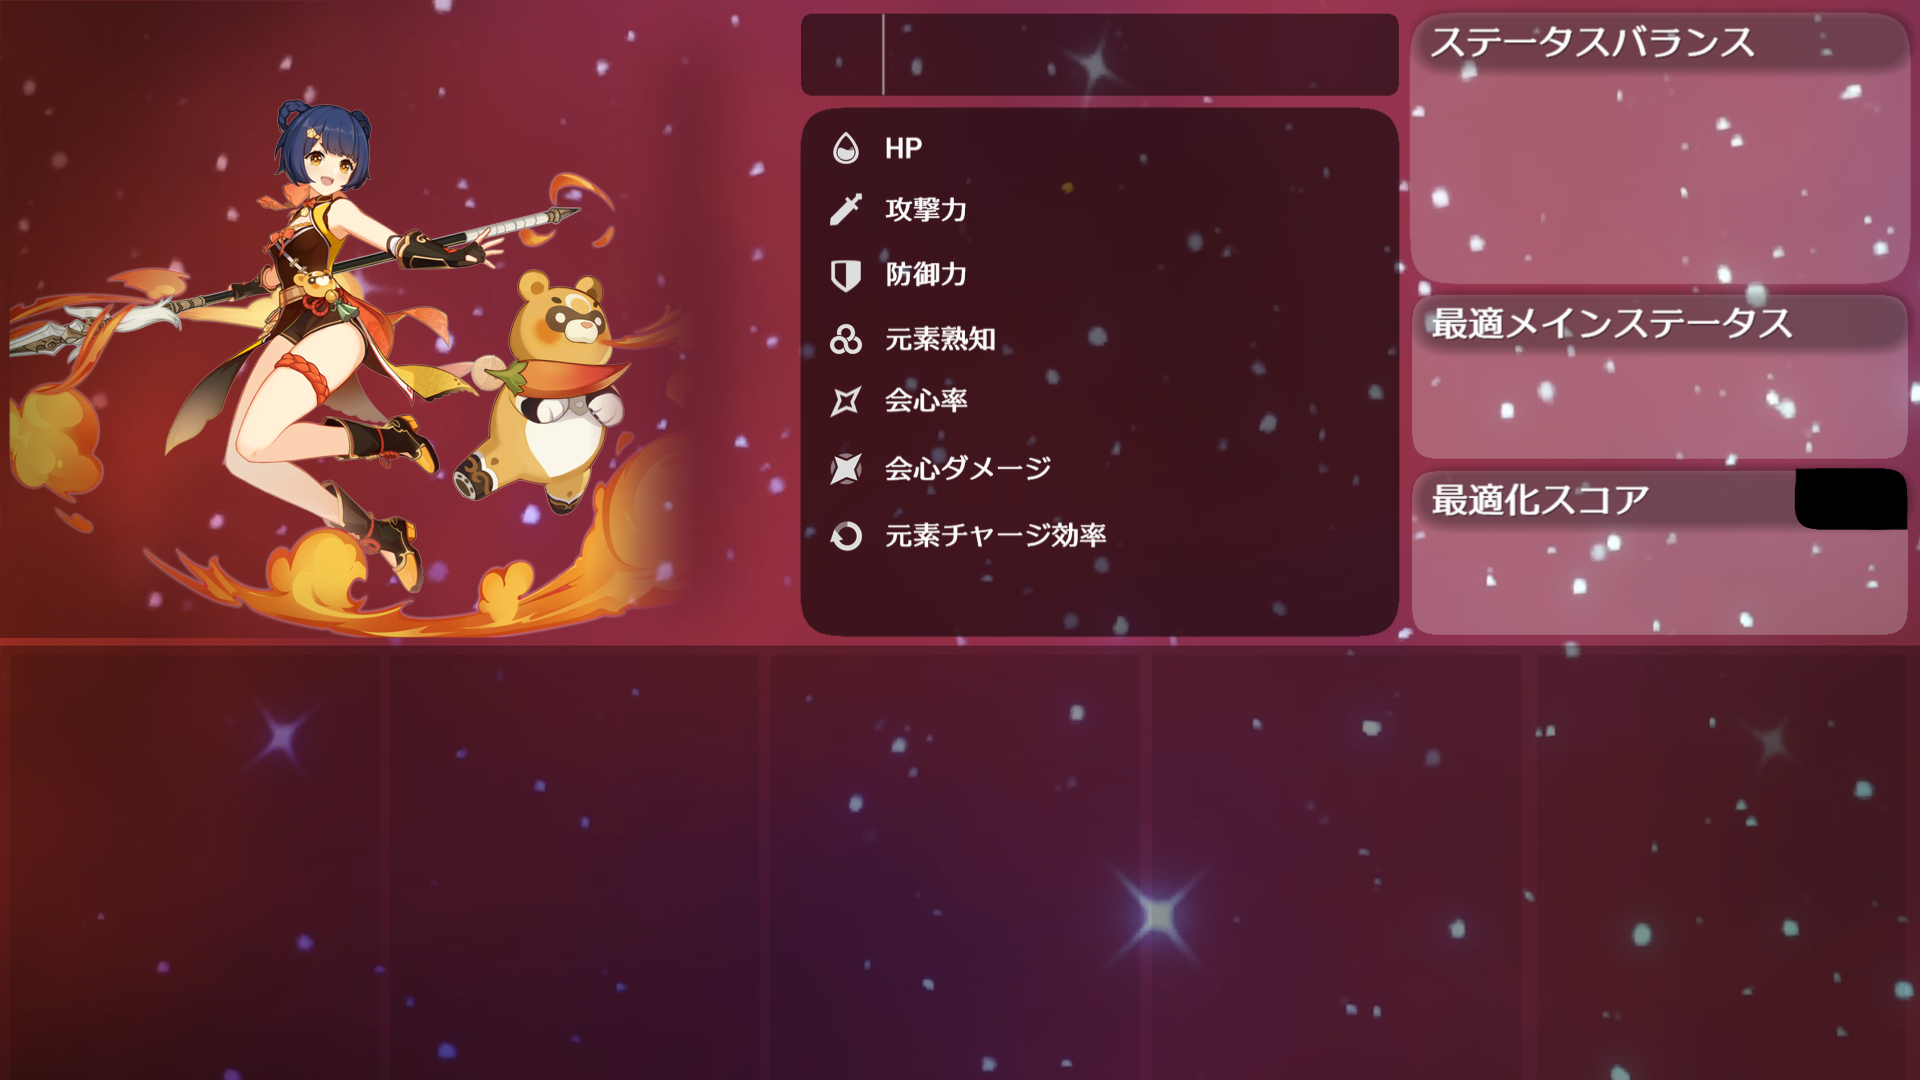 HP
攻撃力
防御力
元素熟知
会心率
会心ダメージ
元素チャージ効率
ステータスバランス
最適メインステータス
最適化スコア